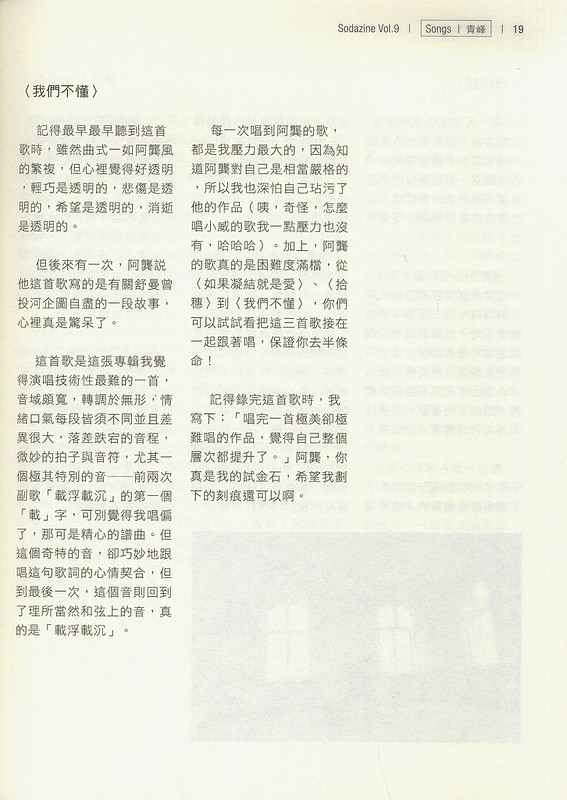 Sodazine Vol.9 | Songs | 青峰 | 19
〈我們不懂〉
記得最早最早聽到這首
歌時，雖然曲式一如阿龔風
的繁複，但心裡覺得好透明
，輕巧是透明的，悲傷是透
明的，希望是透明的，消逝
是透明的。
但後來有一次，阿龔說
他這首歌寫的是有關舒曼曾
投河企圖自盡的一段故事，
心裡真是驚呆了。
這首歌是這張專輯我覺
得演唱技術性最難的一首，
音域頗寬，轉調於無形，情
緒口氣每段皆須不同並且差
異很大，落差跌宕的音程，
微妙的拍子與音符，尤其一
個極其特別的音——前兩次
副歌「載浮載沉」的第一個
「載」字，可別覺得我唱偏
了，那可是精心的譜曲。但
這個奇特的音，卻巧妙地跟
唱這句歌詞的心情契合，但
到最後一次，這個音則回到
了理所當然和弦上的音，真
的是「載浮載沉」。
每一次唱到阿龔的歌，
都是我壓力最大的，因為知
道阿龔對自己是相當嚴格的
，所以我也深怕自己玷污了
他的作品（咦，奇怪，怎麼
唱小威的歌我一點壓力也沒
有，哈哈哈）。加上，阿龔
的歌真的是困難度滿檔，從
〈如果凝結就是愛〉、〈拾
穗〉到〈我們不懂〉，你們
可以試試看把這三首歌接在
一起跟著唱，保證你去半條
命！
記得錄完這首歌時，我
寫下：「唱完一首極美卻極
難唱的作品，覺得自己整個
層次都提升了。」阿龔，你
真是我的試金石，希望我劃
下的刻痕還可以啊。